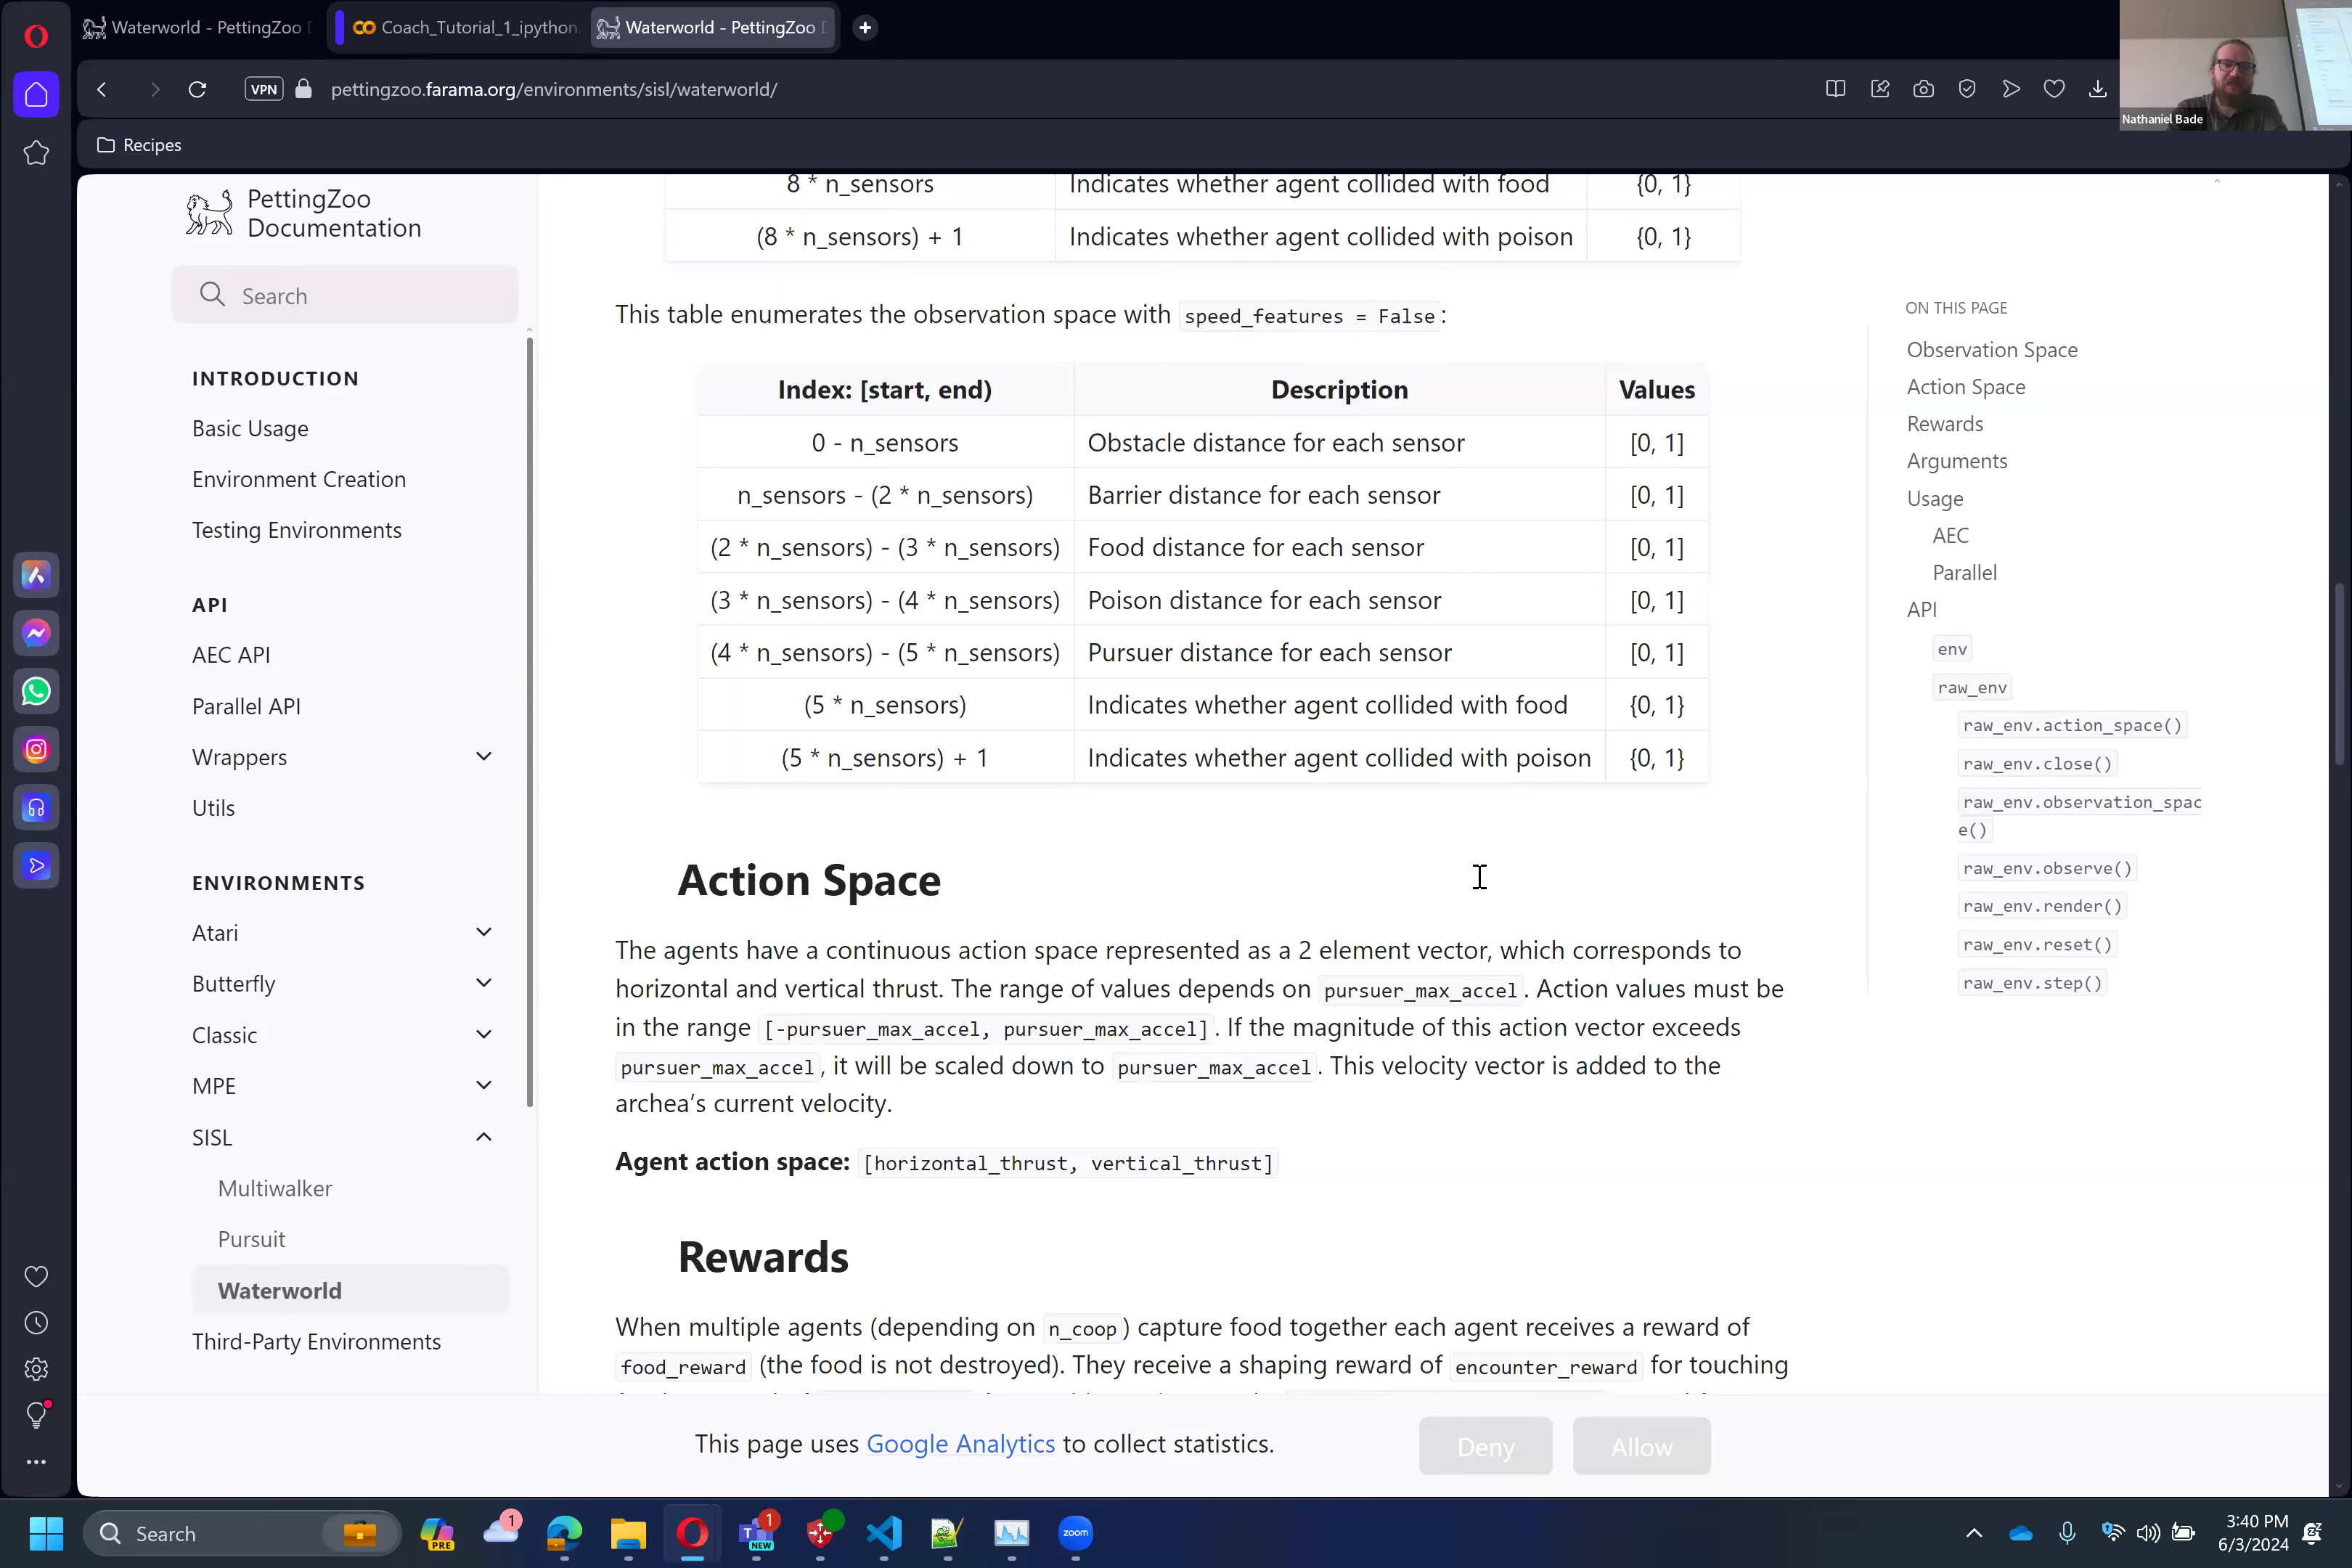 Waterworld - PettingZoo D
Coach_Tutorial_1_ipython.
Waterworld - PettingZoo D
VPN
pettingzoo.farama.org/environments/sisl/waterworld/
Nathaniel Bade
Recipes
PettingZoo
Documentation
Search
INTRODUCTION
Basic Usage
Environment Creation
Testing Environments
API
AEC API
Parallel API
Wrappers
Utils
ENVIRONMENTS
Atari
Butterfly
Classic
MPE
SISL
Multiwalker
Pursuit
Waterworld
Third-Party Environments
8 * n_sensors Indicates whether agent collided with food {0, 1}
(8 * n_sensors) + 1 Indicates whether agent collided with poison {0, 1}
This table enumerates the observation space with speed_features = False:
Index: [start, end) Description Values
0 - n_sensors Obstacle distance for each sensor [0, 1]
n_sensors - (2 * n_sensors) Barrier distance for each sensor [0, 1]
(2 * n_sensors) - (3 * n_sensors) Food distance for each sensor [0, 1]
(3 * n_sensors) - (4 * n_sensors) Poison distance for each sensor [0, 1]
(4 * n_sensors) - (5 * n_sensors) Pursuer distance for each sensor [0, 1]
(5 * n_sensors) Indicates whether agent collided with food {0, 1}
(5 * n_sensors) + 1 Indicates whether agent collided with poison {0, 1}
Action Space
The agents have a continuous action space represented as a 2 element vector, which corresponds to
horizontal and vertical thrust. The range of values depends on pursuer_max_accel. Action values must be
in the range [-pursuer_max_accel, pursuer_max_accel]. If the magnitude of this action vector exceeds
pursuer_max_accel, it will be scaled down to pursuer_max_accel. This velocity vector is added to the
archea's current velocity.
Agent action space: [horizontal_thrust, vertical_thrust]
Rewards
When multiple agents (depending on n_coop) capture food together each agent receives a reward of
food_reward (the food is not destroyed). They receive a shaping reward of encounter_reward for touching
ON THIS PAGE
Observation Space
Action Space
Rewards
Arguments
Usage
AEC
Parallel
API
env
raw_env
raw_env.action_space()
raw_env.close()
raw_env.observation_spac
e()
raw_env.observe()
raw_env.render()
raw_env.reset()
raw_env.step()
This page uses Google Analytics to collect statistics.
Deny
Allow
Search
PRE
1
1
NEW
zoom
3:40 PM
6/3/2024